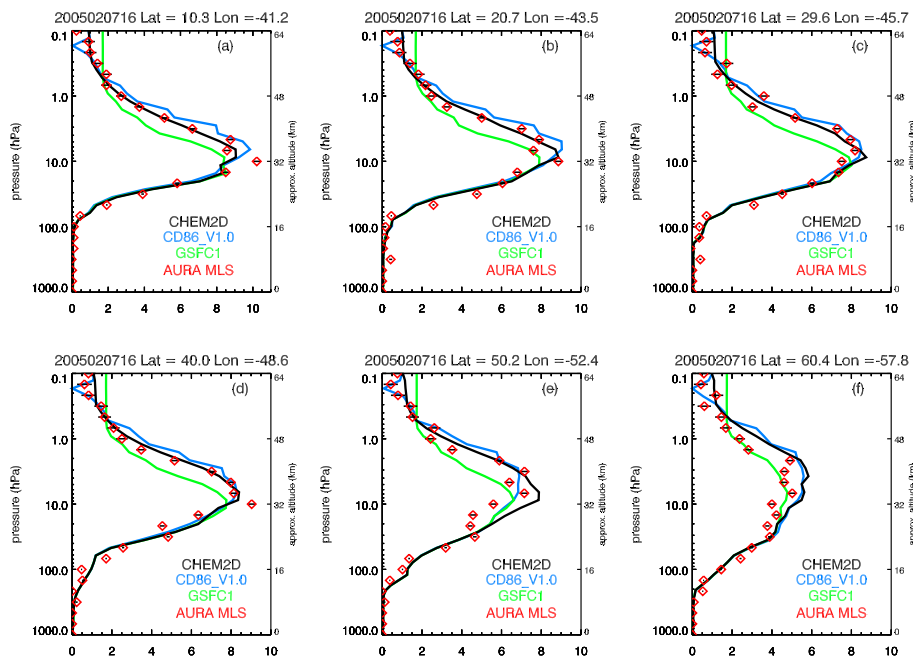 2005020716 Lat = 10.3 Lon =-41.2
2005020716 Lat = 20.7 Lon =-43.5
2005020716 Lat = 29.6 Lon =-45.7
0.1
1.0
10.0
100.0
1000.0
pressure (hPa)
(a)
CHEM2D
CD86_V1.0
GSFC1
AURA MLS
64
48
32
16
0
approx. altitude (km)
0 2 4 6 8 10
0.1
1.0
10.0
100.0
1000.0
pressure (hPa)
(b)
CHEM2D
CD86_V1.0
GSFC1
AURA MLS
64
48
32
16
0
approx. altitude (km)
0 2 4 6 8 10
0.1
1.0
10.0
100.0
1000.0
pressure (hPa)
(c)
CHEM2D
CD86_V1.0
GSFC1
AURA MLS
64
48
32
16
0
approx. altitude (km)
0 2 4 6 8 10
2005020716 Lat = 40.0 Lon =-48.6
2005020716 Lat = 50.2 Lon =-52.4
2005020716 Lat = 60.4 Lon =-57.8
0.1
1.0
10.0
100.0
1000.0
pressure (hPa)
(d)
CHEM2D
CD86_V1.0
GSFC1
AURA MLS
64
48
32
16
0
approx. altitude (km)
0 2 4 6 8 10
0.1
1.0
10.0
100.0
1000.0
pressure (hPa)
(e)
CHEM2D
CD86_V1.0
GSFC1
AURA MLS
64
48
32
16
0
approx. altitude (km)
0 2 4 6 8 10
0.1
1.0
10.0
100.0
1000.0
pressure (hPa)
(f)
CHEM2D
CD86_V1.0
GSFC1
AURA MLS
64
48
32
16
0
approx. altitude (km)
0 2 4 6 8 10